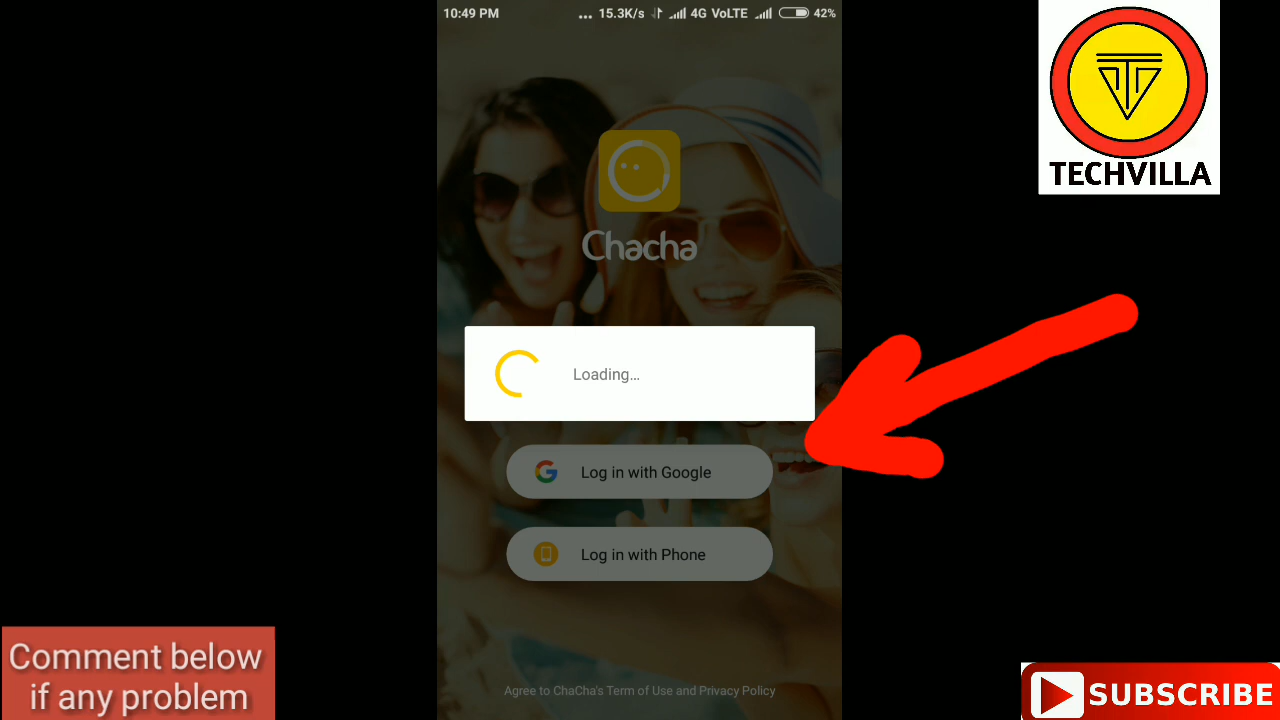 10:49 PM
... 15.3K/s 4G VoLTE 42%
TECHVILLA
Chacha
Loading...
Log in with Google
Log in with Phone
Agree to ChaCha's Term of Use and Privacy Policy
Comment below
if any problem
SUBSCRIBE